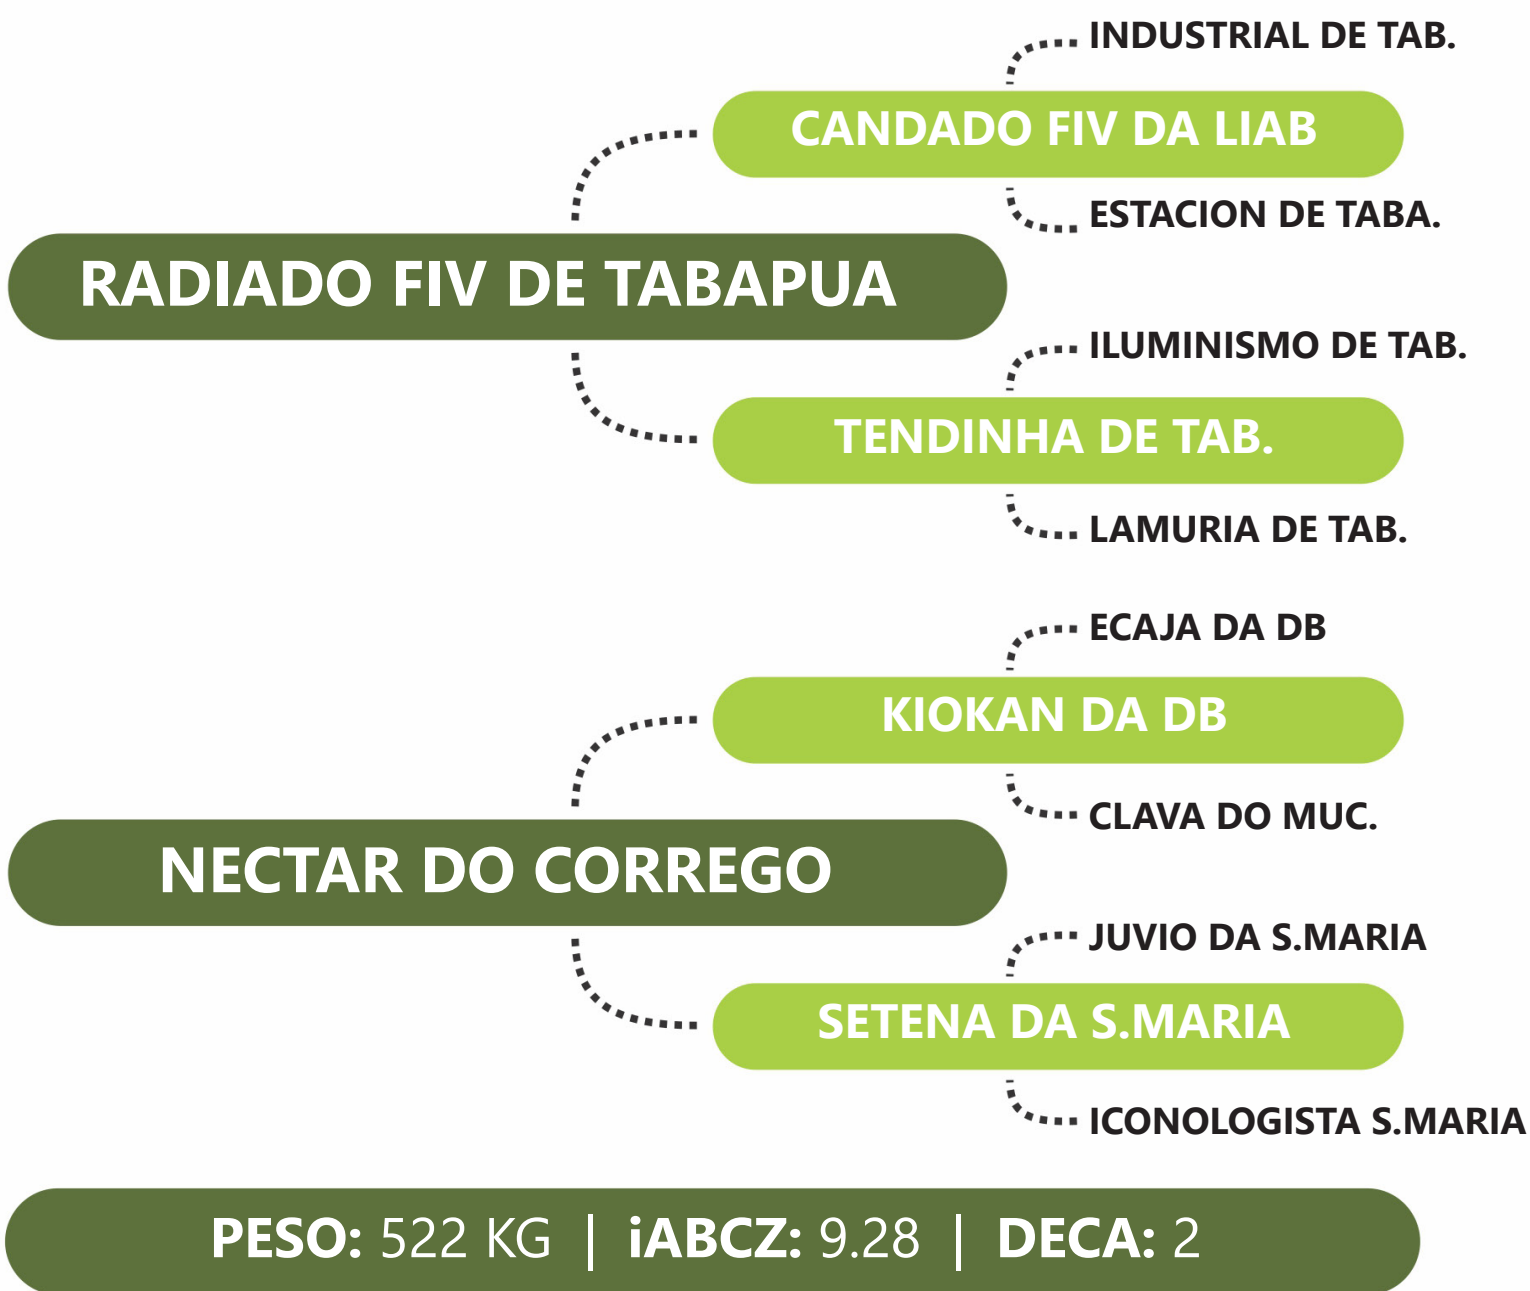 INDUSTRIAL DE TAB.
CANDADO FIV DA LIAB
ESTACION DE TABA.
RADIADO FIV DE TABAPUA
ILUMINISMO DE TAB.
TENDINHA DE TAB.
LAMURIA DE TAB.
ECAJA DA DB
KIOKAN DA DB
CLAVA DO MUC.
NECTAR DO CORREGO
JUVIO DA S.MARIA
SETENA DA S.MARIA
ICONOLOGISTA S.MARIA
PESO: 522 KG | iABCZ: 9.28 | DECA: 2